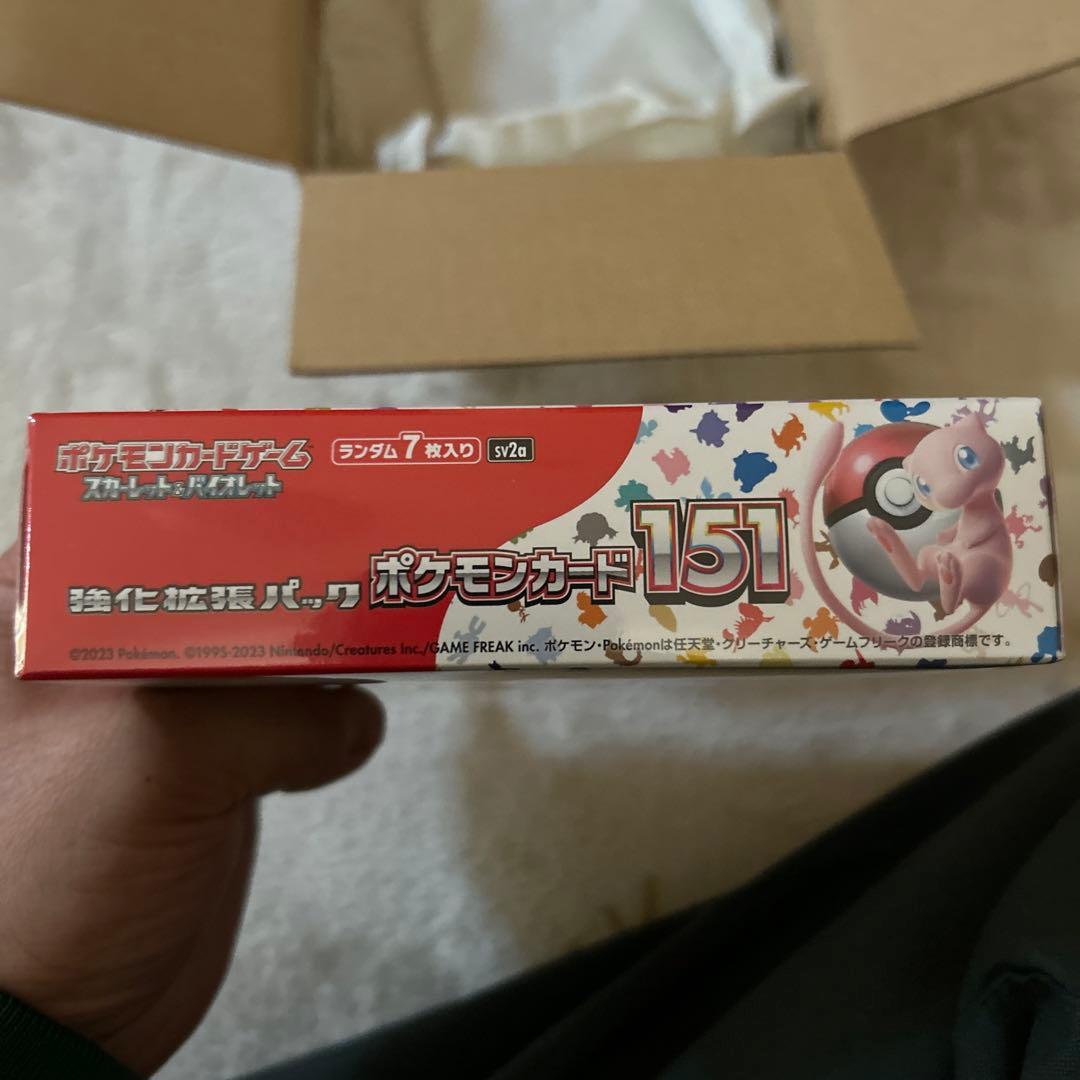 ポケモンカードゲーム
スカーレット&バイオレット
ランダム7枚入り sv2a
強化拡張パック ポケモンカード151
©2023 Pokémon. ©1995-2023 Nintendo/Creatures Inc./GAME FREAK inc. ポケモン・Pokémonは任天堂・クリーチャーズ・ゲームフリークの登録商標です。